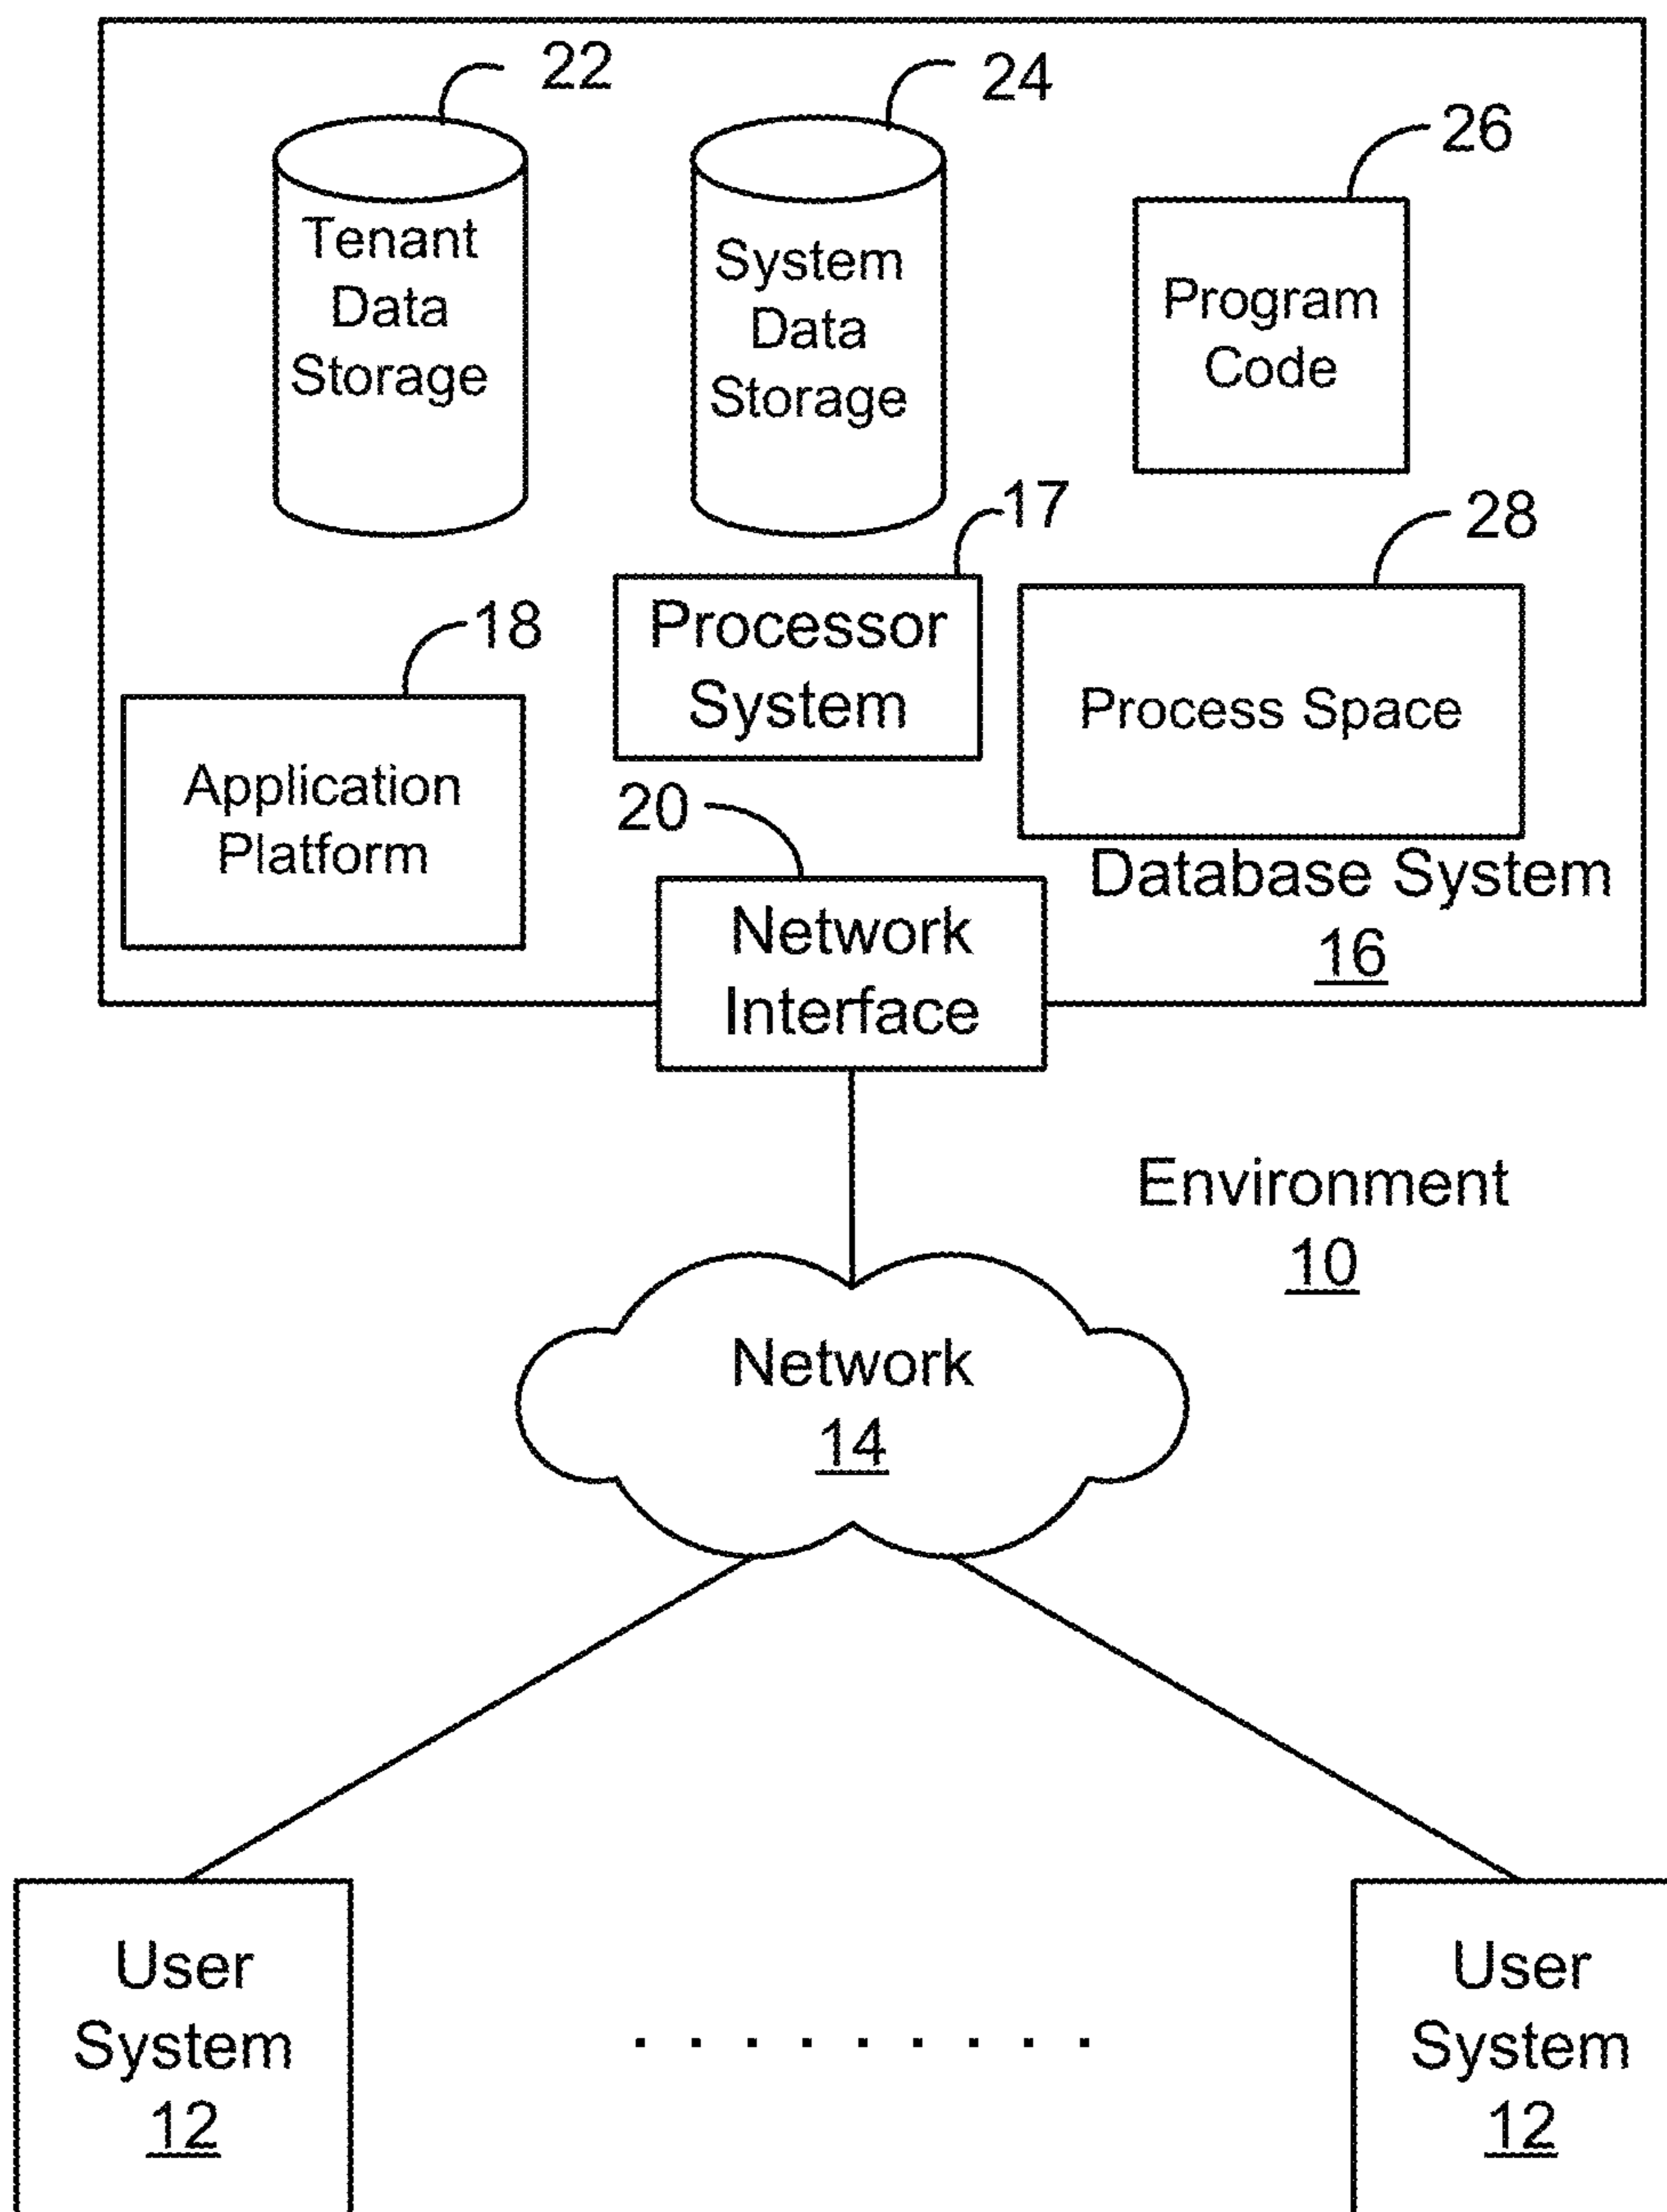 22
24
26
Tenant
Data
Storage
System
Data
Storage
Program
Code
17
28
18
Processor
System
Process Space
Application
Platform
20
Database System
16
Network
Interface
Environment
10
Network
14
User
System
12
. . . . . . . . .
User
System
12